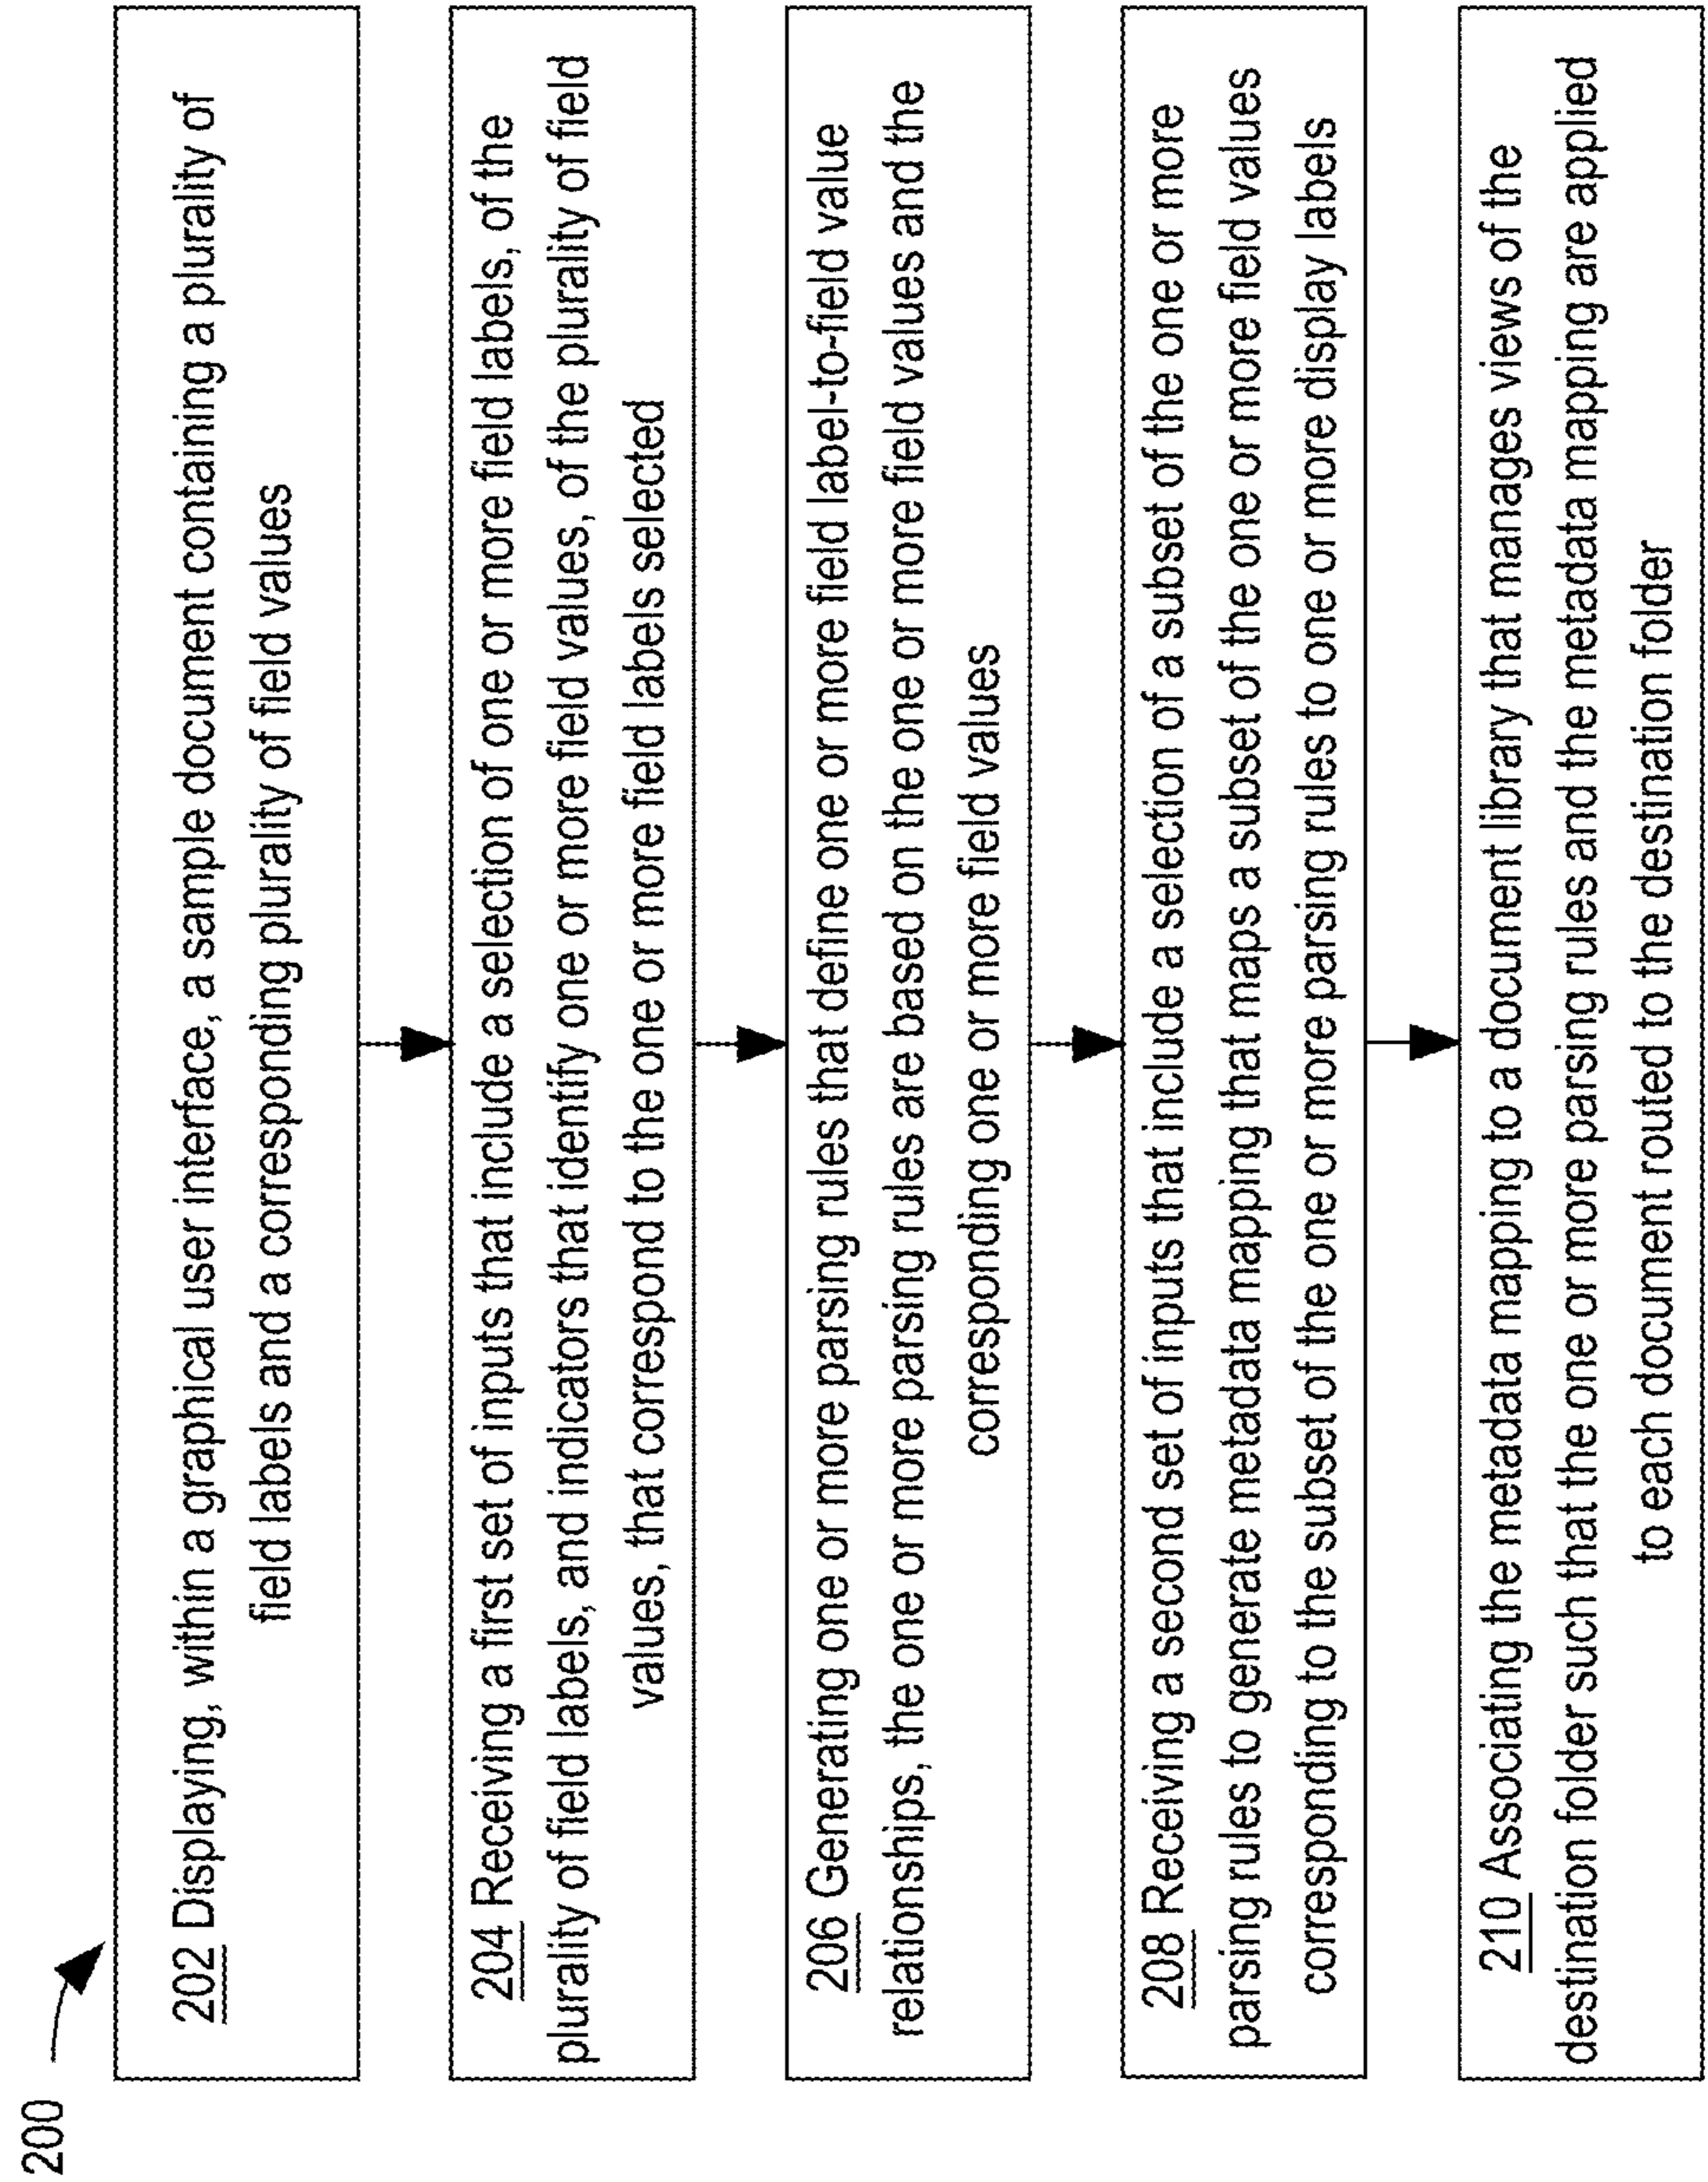 200
202 Displaying, within a graphical user interface, a sample document containing a plurality of
field labels and a corresponding plurality of field values
204 Receiving a first set of inputs that include a selection of one or more field labels, of the
plurality of field labels, and indicators that identify one or more field values, of the plurality of field
values, that correspond to the one or more field labels selected
206 Generating one or more parsing rules that define one or more field label-to-field value
relationships, the one or more parsing rules are based on the one or more field values and the
corresponding one or more field values
208 Receiving a second set of inputs that include a selection of a subset of the one or more
parsing rules to generate metadata mapping that maps a subset of the one or more field values
corresponding to the subset of the one or more parsing rules to one or more display labels
210 Associating the metadata mapping to a document library that manages views of the
destination folder such that the one or more parsing rules and the metadata mapping are applied
to each document routed to the destination folder